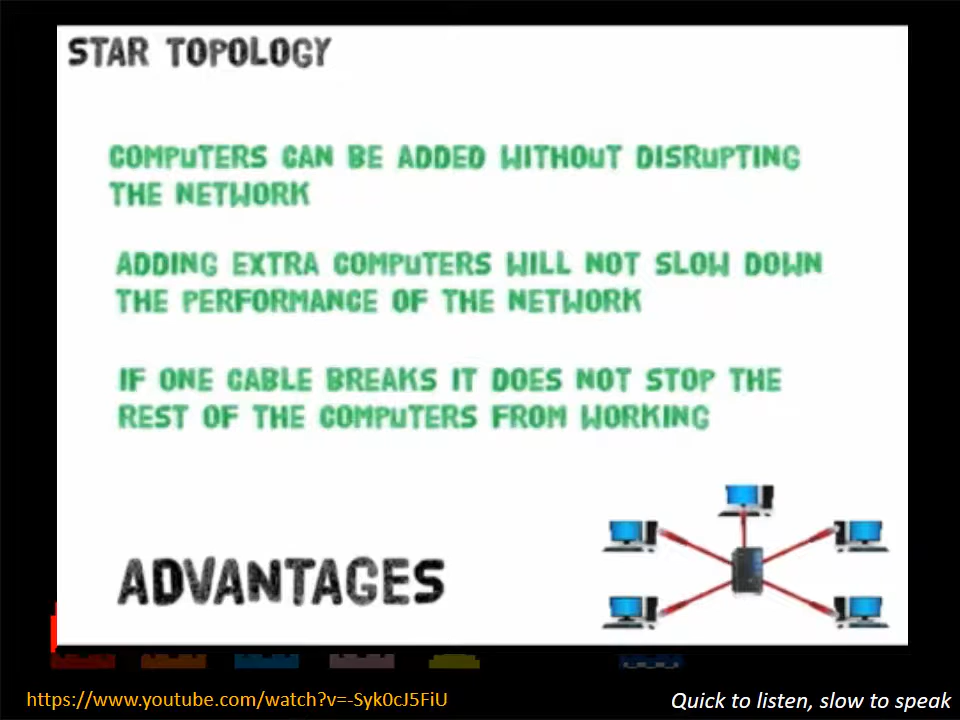 STAR TOPOLOGY
COMPUTERS CAN BE ADDED WITHOUT DISRUPTING
THE NETWORK
ADDING EXTRA COMPUTERS WILL NOT SLOW DOWN
THE PERFORMANCE OF THE NETWORK
IF ONE CABLE BREAKS IT DOES NOT STOP THE
REST OF THE COMPUTERS FROM WORKING
ADVANTAGES
https://www.youtube.com/watch?v=-Syk0cJ5FiU
Quick to listen, slow to speak